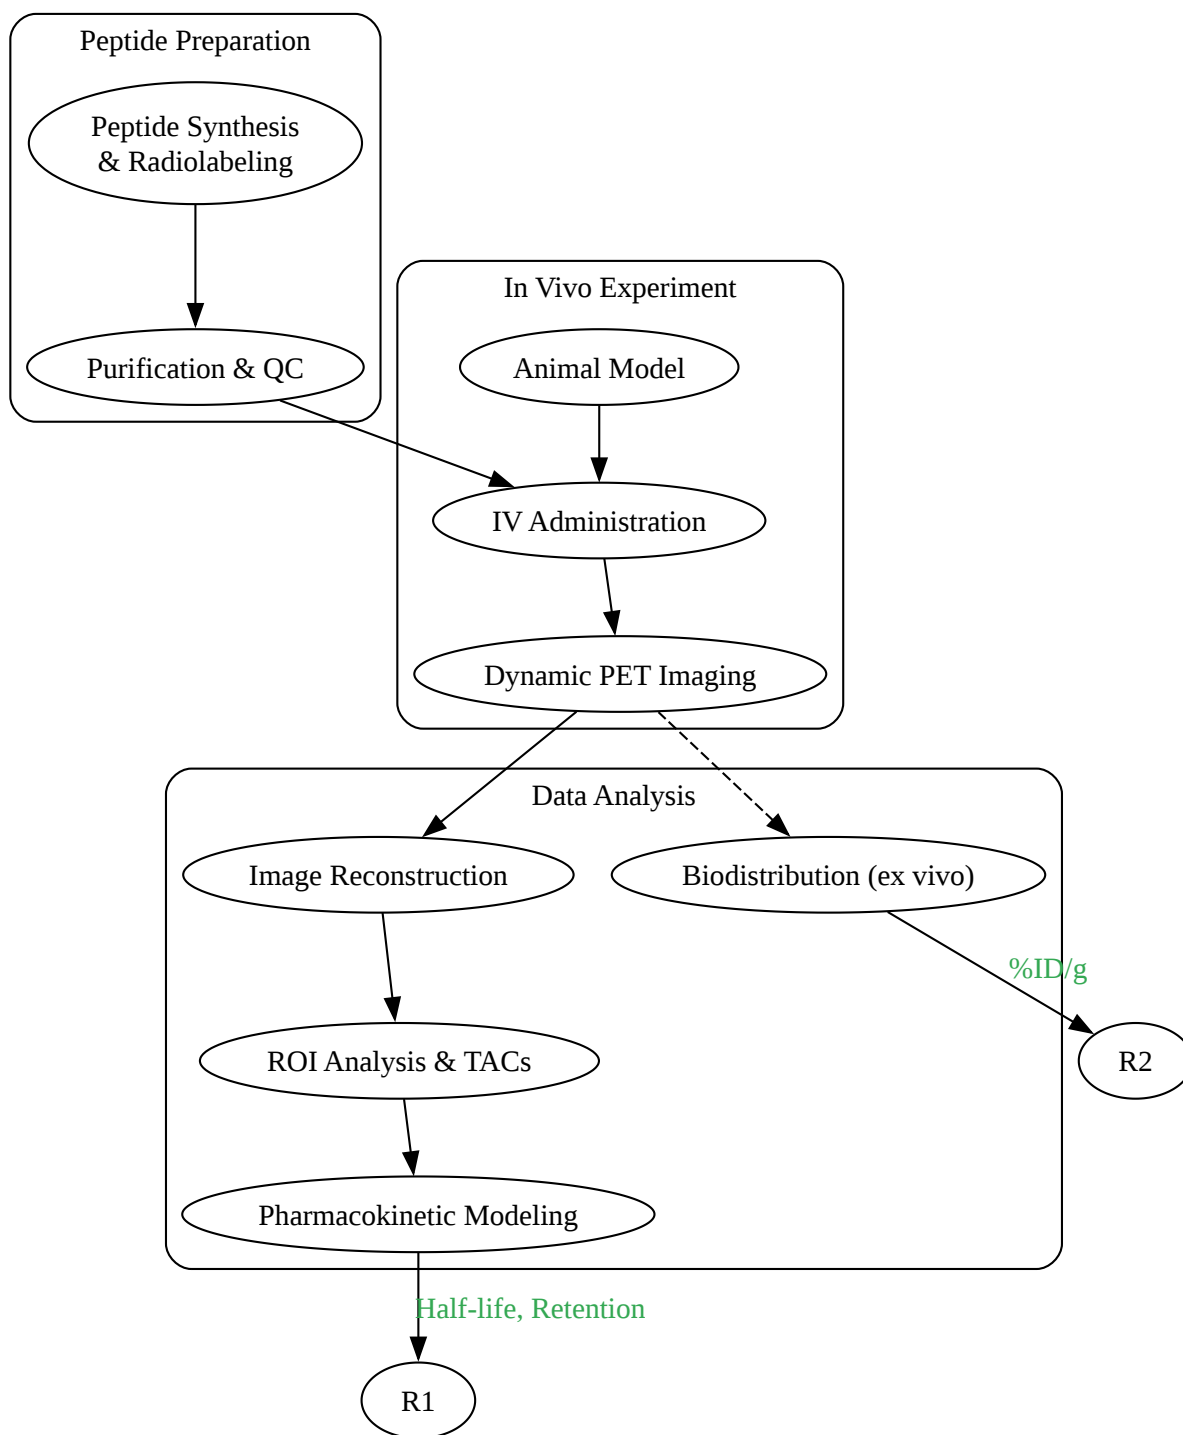 Peptide Preparation
Peptide Synthesis
& Radiolabeling
Purification & QC
In Vivo Experiment
Animal Model
IV Administration
Dynamic PET Imaging
Data Analysis
Image Reconstruction
Biodistribution (ex vivo)
%ID/g
ROI Analysis & TACs
R2
Pharmacokinetic Modeling
Half-life, Retention
R1